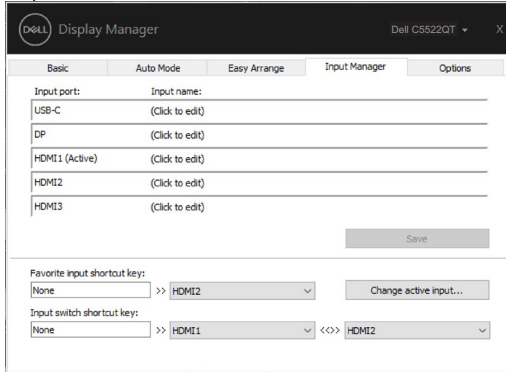 DELL Display Manager Dell C5522QT X
Basic Auto Mode Easy Arrange Input Manager Options
Input port: Input name:
USB-C (Click to edit)
DP (Click to edit)
HDMI1 (Active) (Click to edit)
HDMI2 (Click to edit)
HDMI3 (Click to edit)
Save
Favorite input shortcut key:
None >> HDMI2 Change active input...
Input switch shortcut key:
None >> HDMI1 <<>> HDMI2